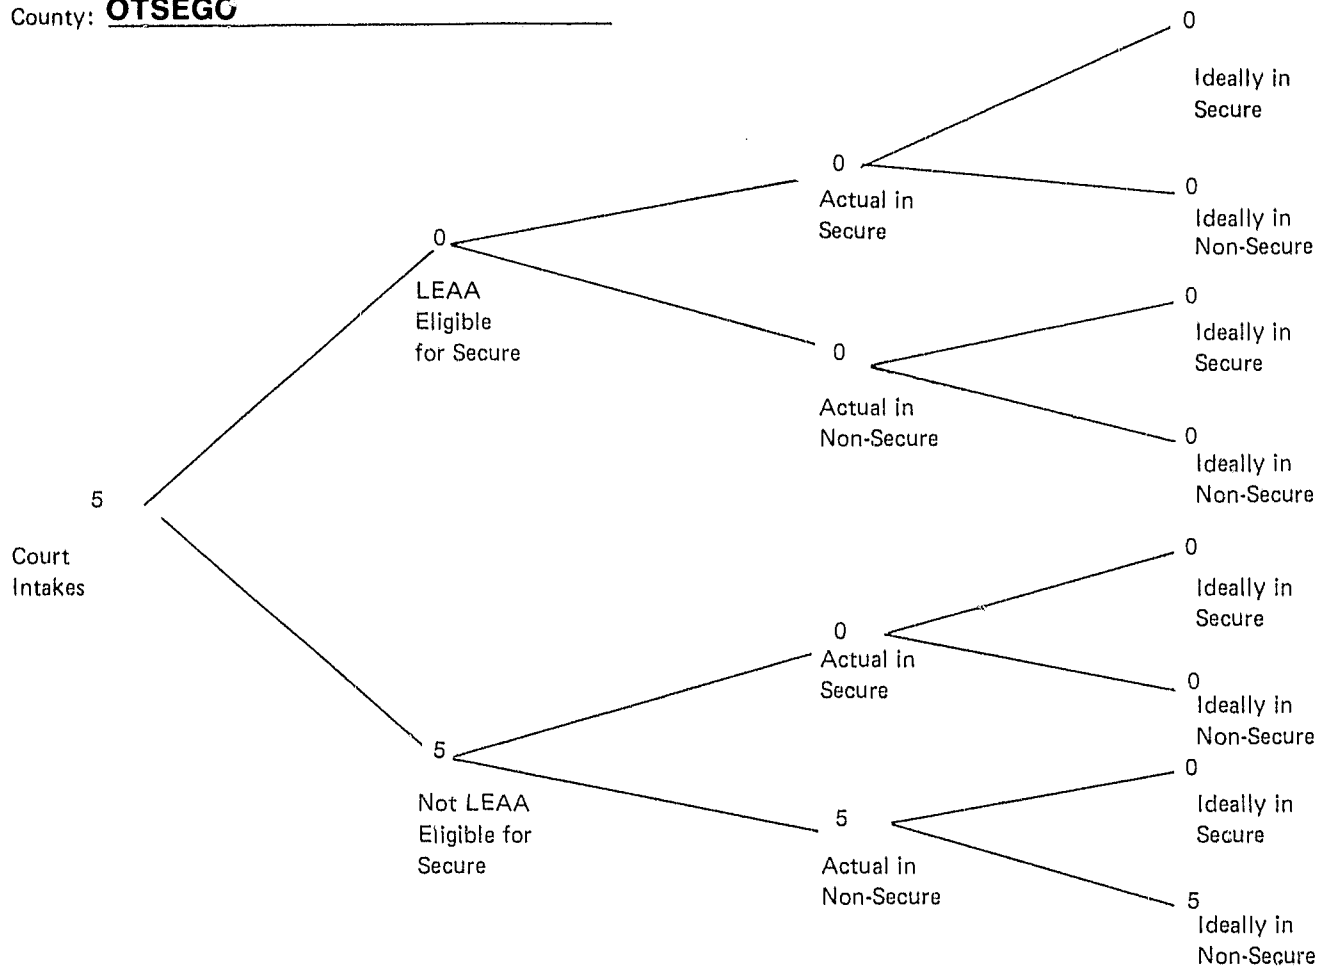 County: OTSEGO
0
Ideally in
Secure
0
Actual in
Secure
0
Ideally in
Non-Secure
0
LEAA
Eligible
for Secure
0
Ideally in
Secure
0
Actual in
Non-Secure
0
Ideally in
Non-Secure
5
Court
Intakes
0
Ideally in
Secure
0
Actual in
Secure
0
Ideally in
Non-Secure
5
Not LEAA
Eligible for
Secure
0
Ideally in
Secure
5
Actual in
Non-Secure
5
Ideally in
Non-Secure